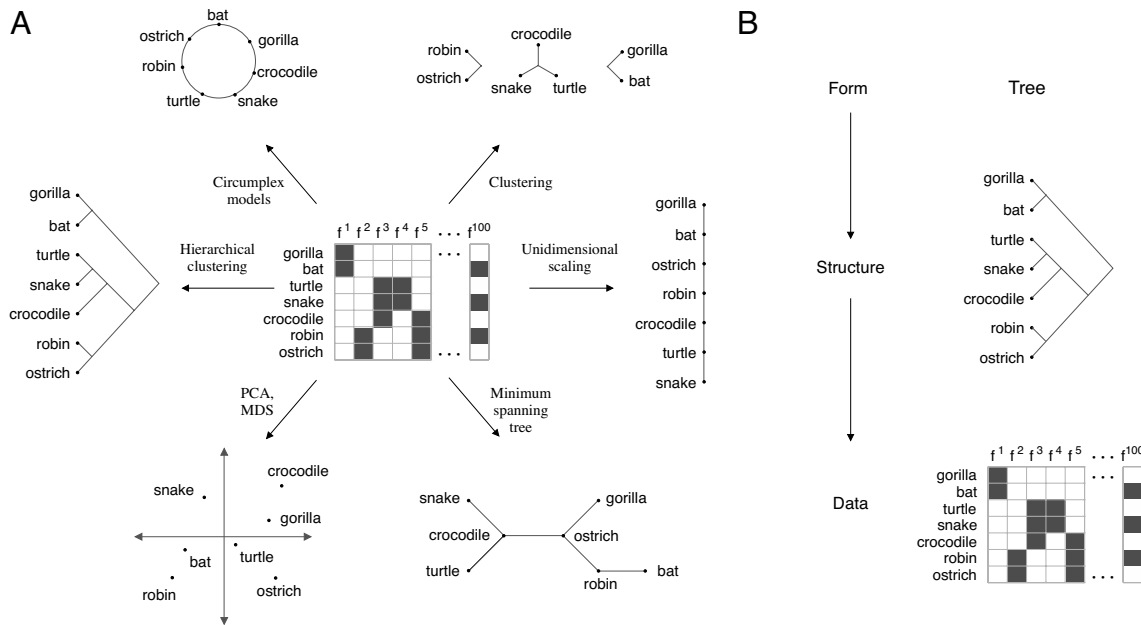 A
bat
ostrich
gorilla
robin
crocodile
turtle
snake
robin
ostrich
crocodile
snake
turtle
gorilla
bat
Circumplex
models
Clustering
gorilla
bat
turtle
snake
crocodile
robin
ostrich
Hierarchical
clustering
f1 f2 f3 f4 f5 ... f100
gorilla ...
bat
turtle
snake
crocodile
robin
ostrich ...
Unidimensional
scaling
gorilla
bat
ostrich
robin
crocodile
turtle
snake
PCA,
MDS
Minimum
spanning
tree
crocodile
snake
gorilla
turtle
bat
robin
ostrich
snake
gorilla
crocodile
ostrich
turtle
robin
bat
B
Form
Tree
Structure
gorilla
bat
turtle
snake
crocodile
robin
ostrich
Data
f1 f2 f3 f4 f5 ... f100
gorilla ...
bat
turtle
snake
crocodile
robin
ostrich ...